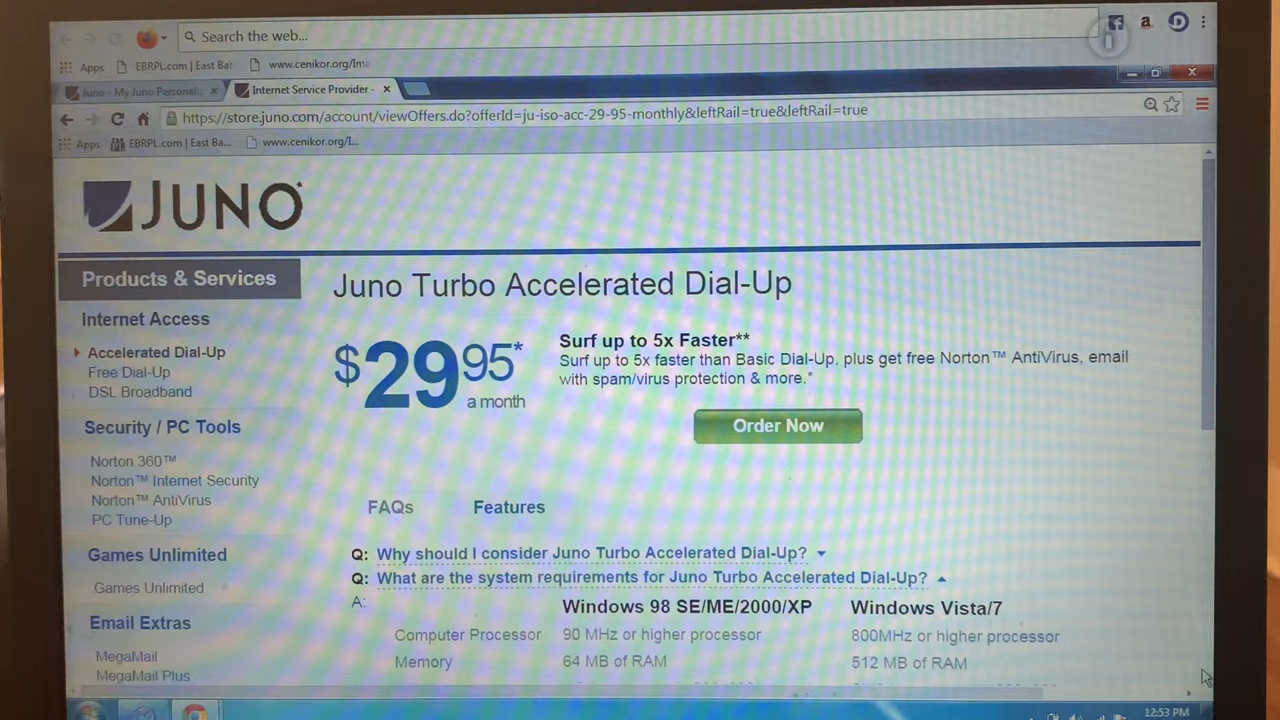 Search the web...
Apps EBRPL.com | East Bat www.cenikor.org/Ima
Juno - My Juno Personali Internet Service Provider -
https://store.juno.com/account/viewOffers.do?offerId=ju-iso-acc-29-95-monthly&leftRail=true&leftRail=true
Apps EBRPL.com | East Ba... www.cenikor.org/I...
JUNO
Products & Services
Internet Access
Accelerated Dial-Up
Free Dial-Up
DSL Broadband
Security / PC Tools
Norton 360™
Norton™ Internet Security
Norton™ AntiVirus
PC Tune-Up
Games Unlimited
Games Unlimited
Email Extras
MegaMail
MegaMail Plus
Juno Turbo Accelerated Dial-Up
$29 95*
a month
Surf up to 5x Faster**
Surf up to 5x faster than Basic Dial-Up, plus get free Norton™ AntiVirus, email
with spam/virus protection & more.*
Order Now
FAQs Features
Q: Why should I consider Juno Turbo Accelerated Dial-Up?
Q: What are the system requirements for Juno Turbo Accelerated Dial-Up?
A: Windows 98 SE/ME/2000/XP Windows Vista/7
Computer Processor 90 MHz or higher processor 800MHz or higher processor
Memory 64 MB of RAM 512 MB of RAM
12:53 PM